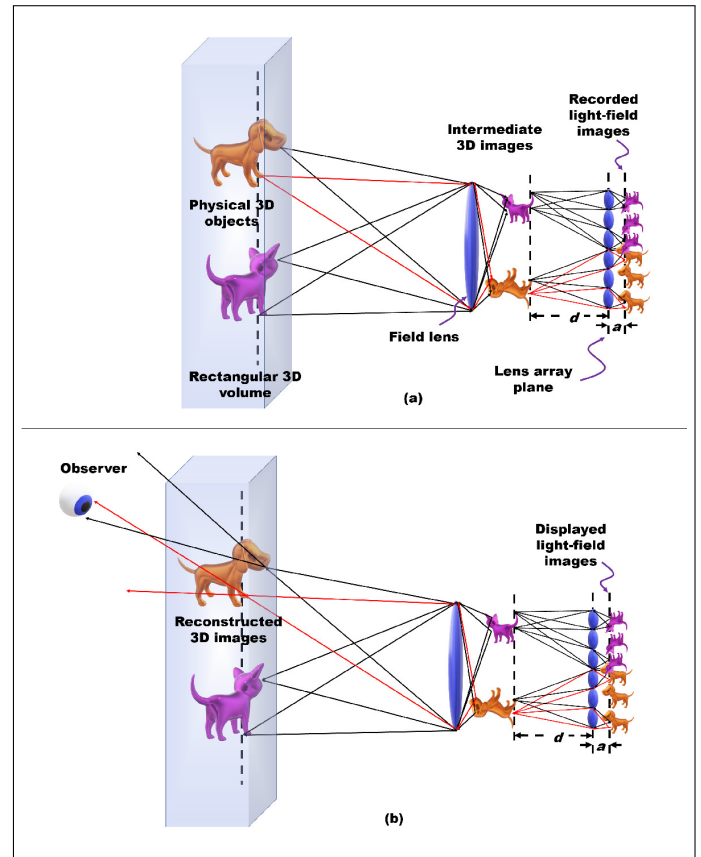 Recorded
light-field
images
Intermediate
3D images
Physical 3D
objects
Field lens
d
a
Lens array
plane
Rectangular 3D
volume
(a)
Observer
Displayed
light-field
images
Reconstructed
3D images
d
a
(b)